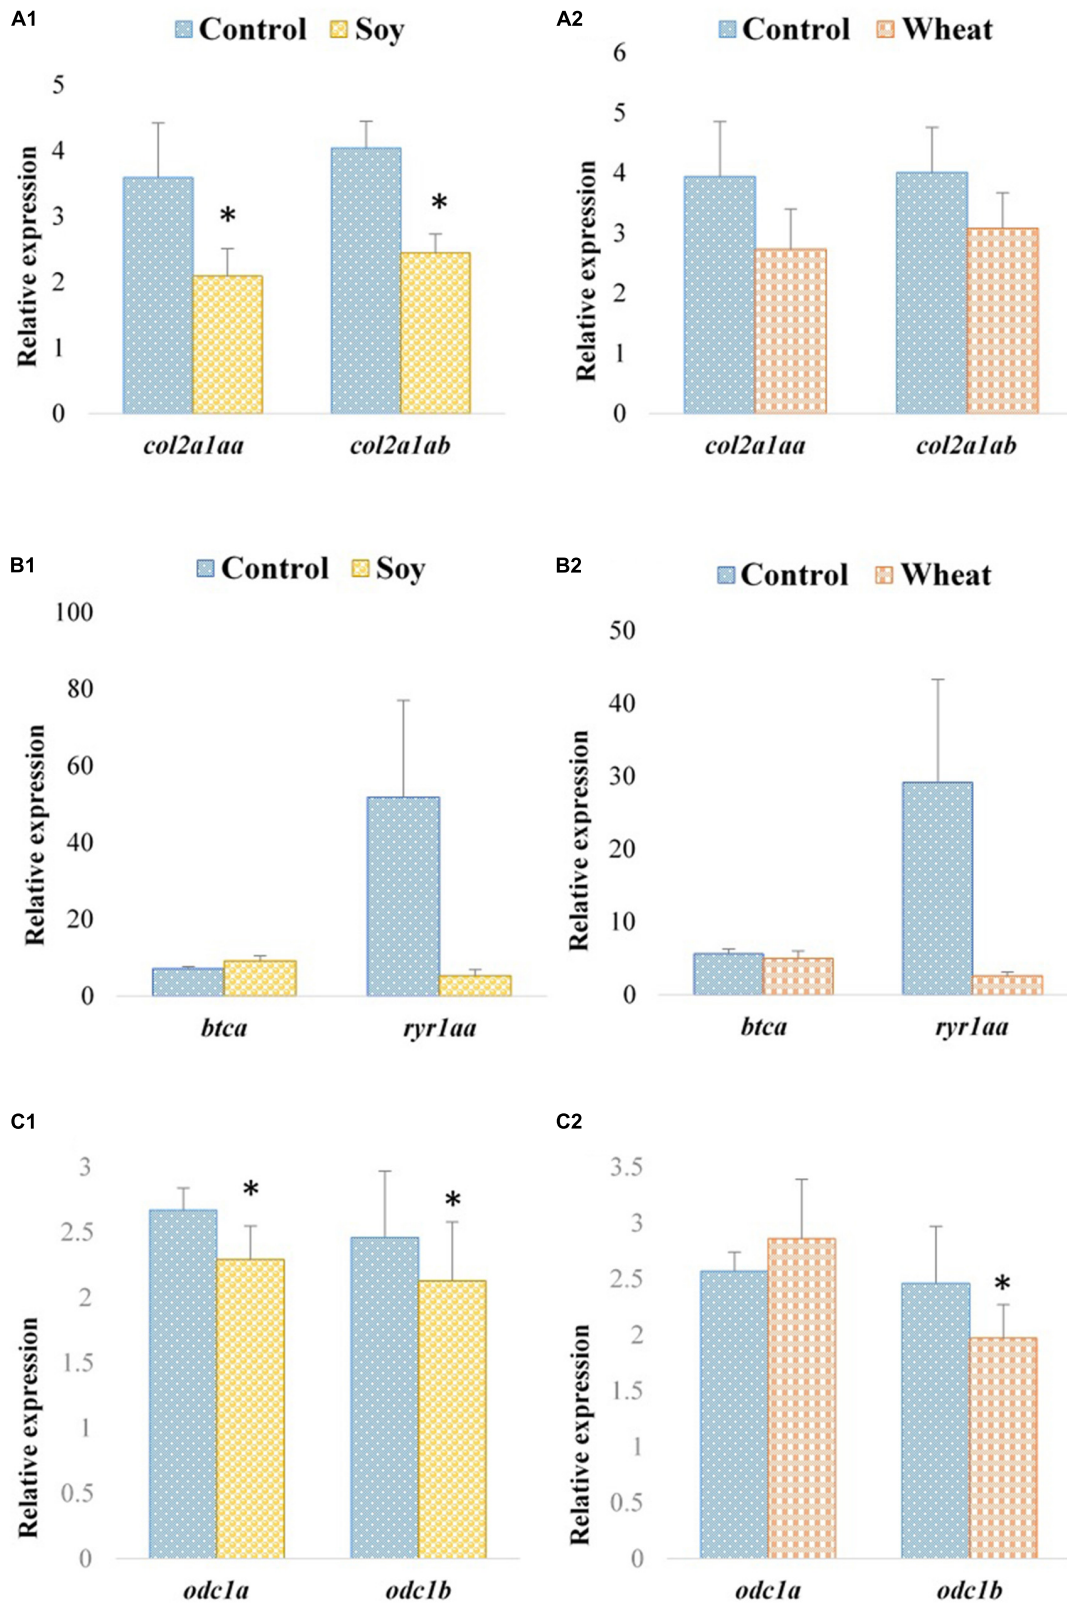 A1
Control Soy
5
4
3
2
1
0
Relative expression
*
*
col2a1aa col2a1ab
A2
Control Wheat
6
5
4
3
2
1
0
Relative expression
col2a1aa col2a1ab
B1
Control Soy
100
80
60
40
20
0
Relative expression
btca ryr1aa
B2
Control Wheat
50
40
30
20
10
0
Relative expression
btca ryr1aa
C1
3
2.5
2
1.5
1
0.5
0
Relative expression
*
*
odc1a odc1b
C2
3.5
3
2.5
2
1.5
1
0.5
0
Relative expression
*
odc1a odc1b